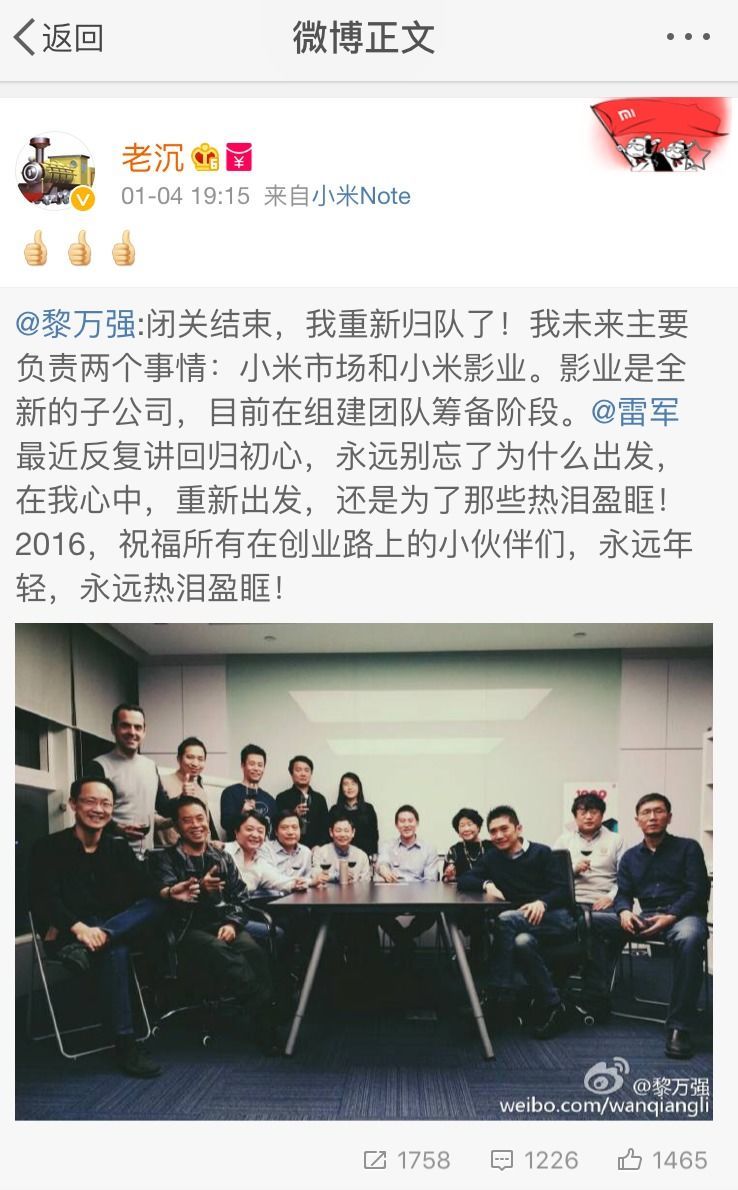 返回
微博正文
老沉
01-04 19:15 来自小米Note
@黎万强:闭关结束，我重新归队了！我未来主要
负责两个事情：小米市场和小米影业。影业是全
新的子公司，目前在组建团队筹备阶段。@雷军
最近反复讲回归初心，永远别忘了为什么出发，
在我心中，重新出发，还是为了那些热泪盈眶！
2016，祝福所有在创业路上的小伙伴们，永远年
轻，永远热泪盈眶！
@黎万强
weibo.com/wanqiangli
1758
1226
1465